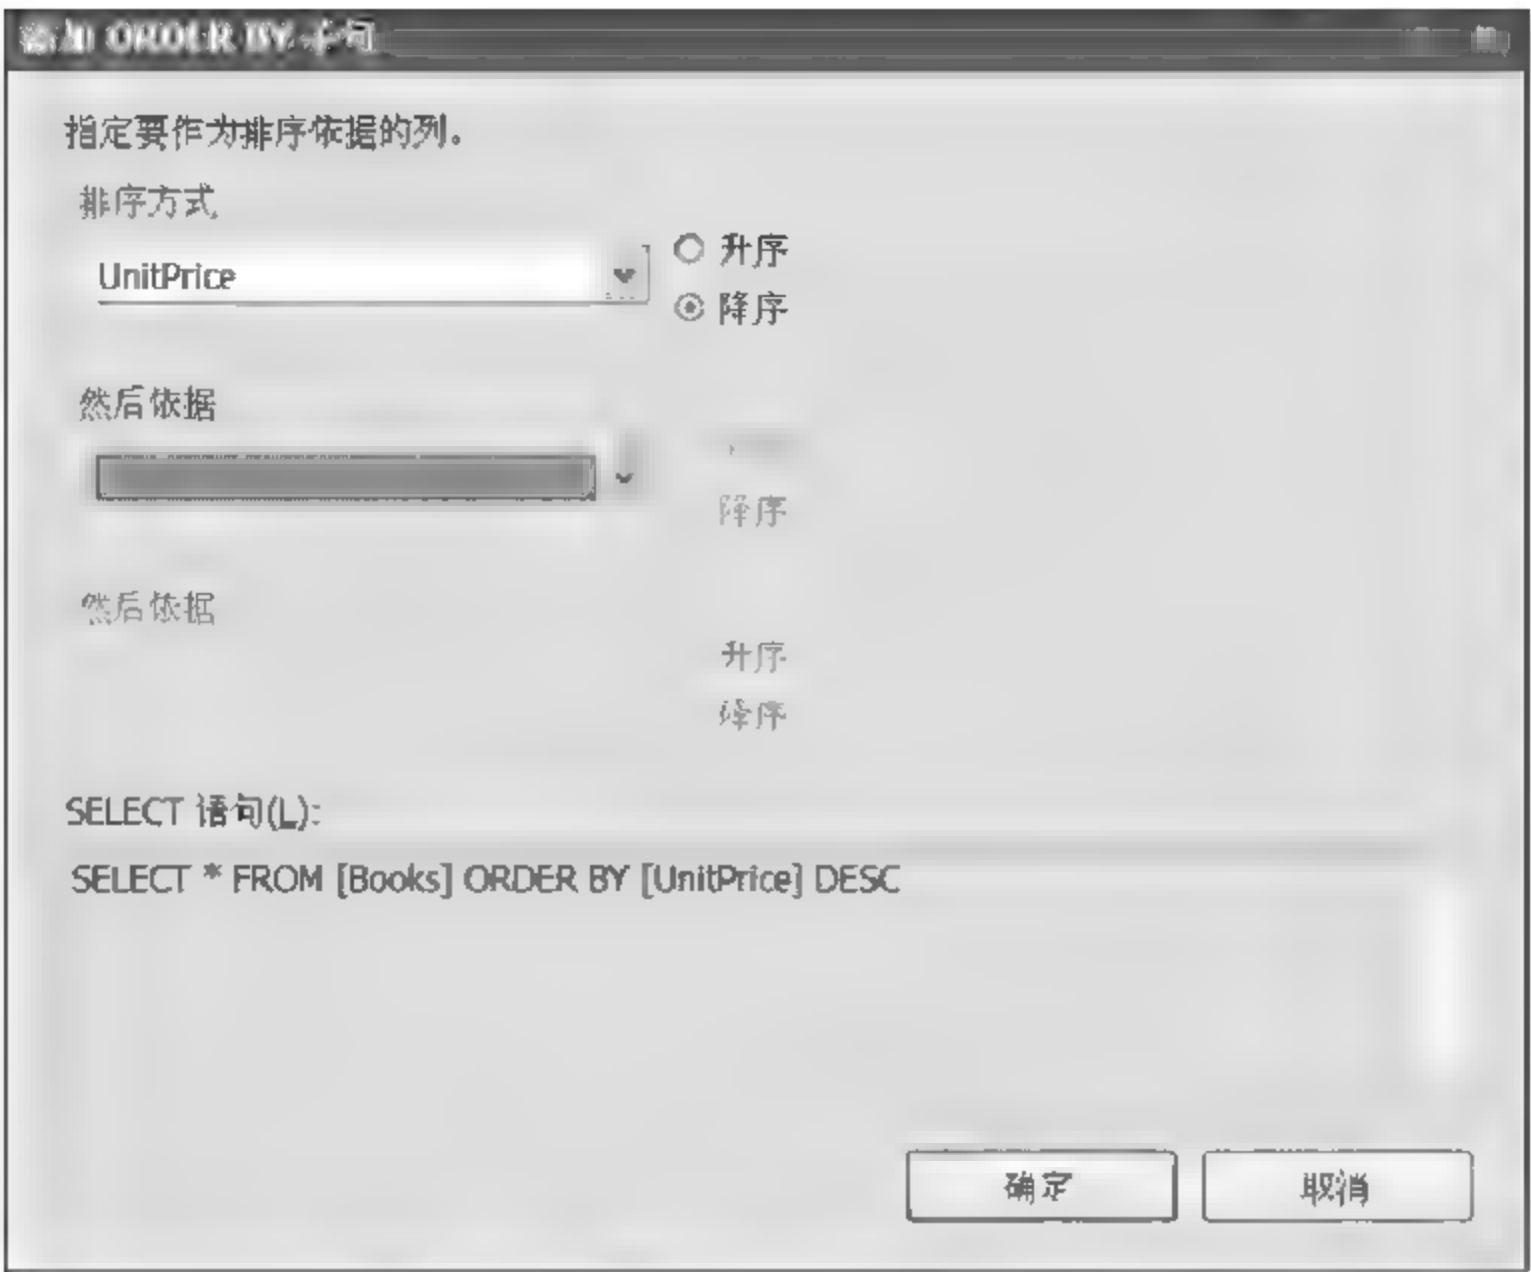 添加 ORDER BY 子句
指定要作为排序依据的列。
排序方式
UnitPrice
升序
降序
然后依据
降序
然后依据
升序
降序
SELECT 语句(L):
SELECT * FROM [Books] ORDER BY [UnitPrice] DESC
确定
取消